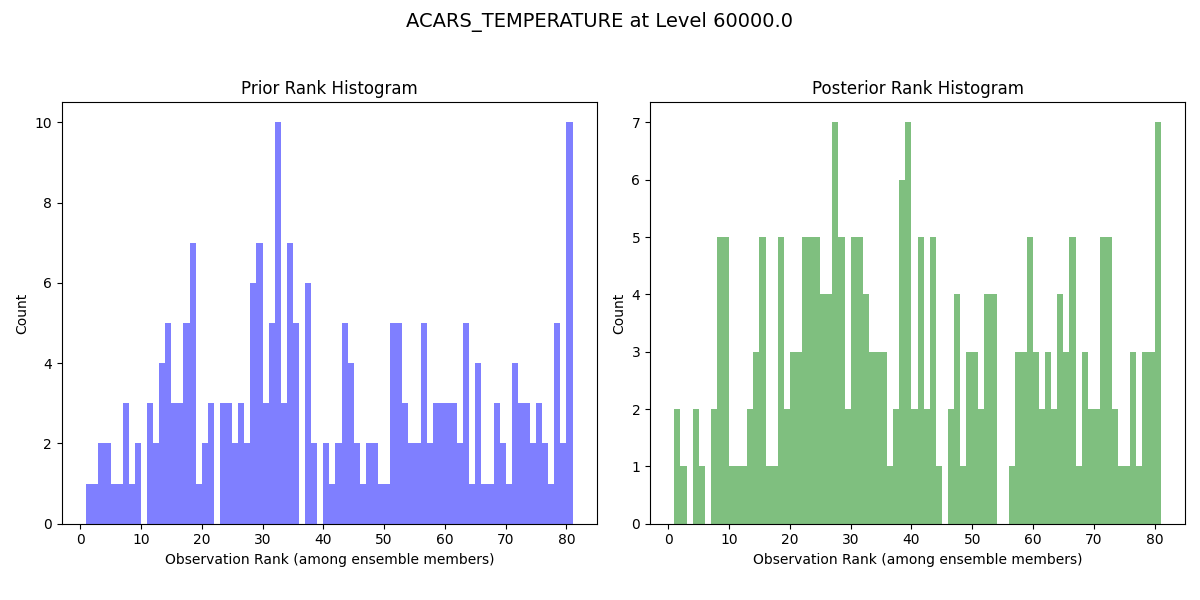 ACARS_TEMPERATURE at Level 60000.0
Prior Rank Histogram
Count
10
8
6
4
2
0
0 10 20 30 40 50 60 70 80
Observation Rank (among ensemble members)
Posterior Rank Histogram
Count
7
6
5
4
3
2
1
0
0 10 20 30 40 50 60 70 80
Observation Rank (among ensemble members)